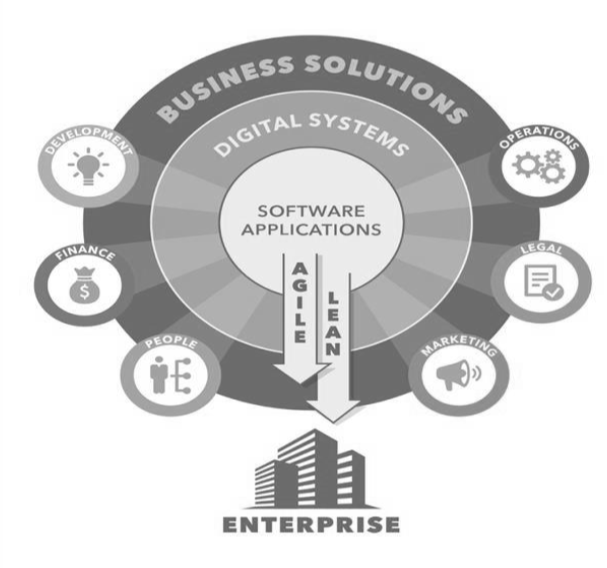 BUSINESS SOLUTIONS
DIGITAL SYSTEMS
DEVELOPMENT
OPERATIONS
SOFTWARE
APPLICATIONS
FINANCE
LEGAL
AGILE
LEAN
PEOPLE
MARKETING
$
ENTERPRISE